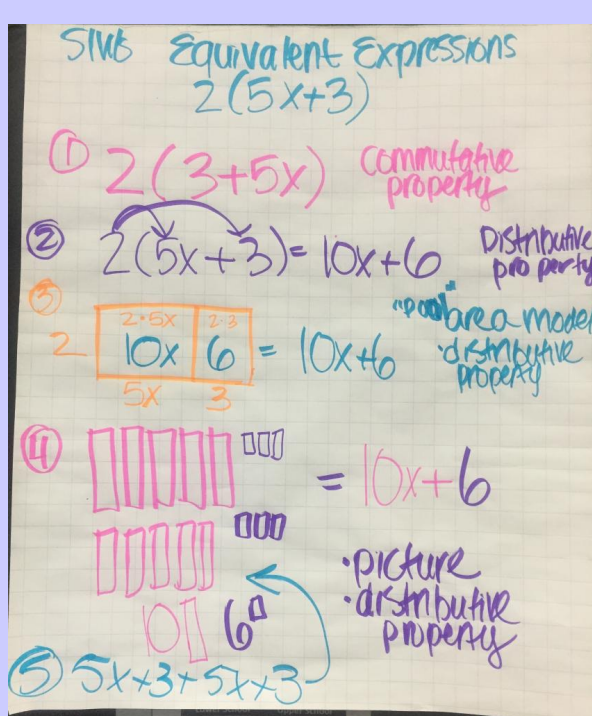 Equivalent Expressions
2(5x+3)
① 2(3+5x) Commutative
property
② 2(5x+3)= 10x+6 Distributive
property
③
2•5x 2•3
2 10x 6 = 10x+6
5x 3
"pool" area model
•distributive
property
④ = 10x+6
10 6
•picture
•distributive
property
⑤ 5x+3+5x+3